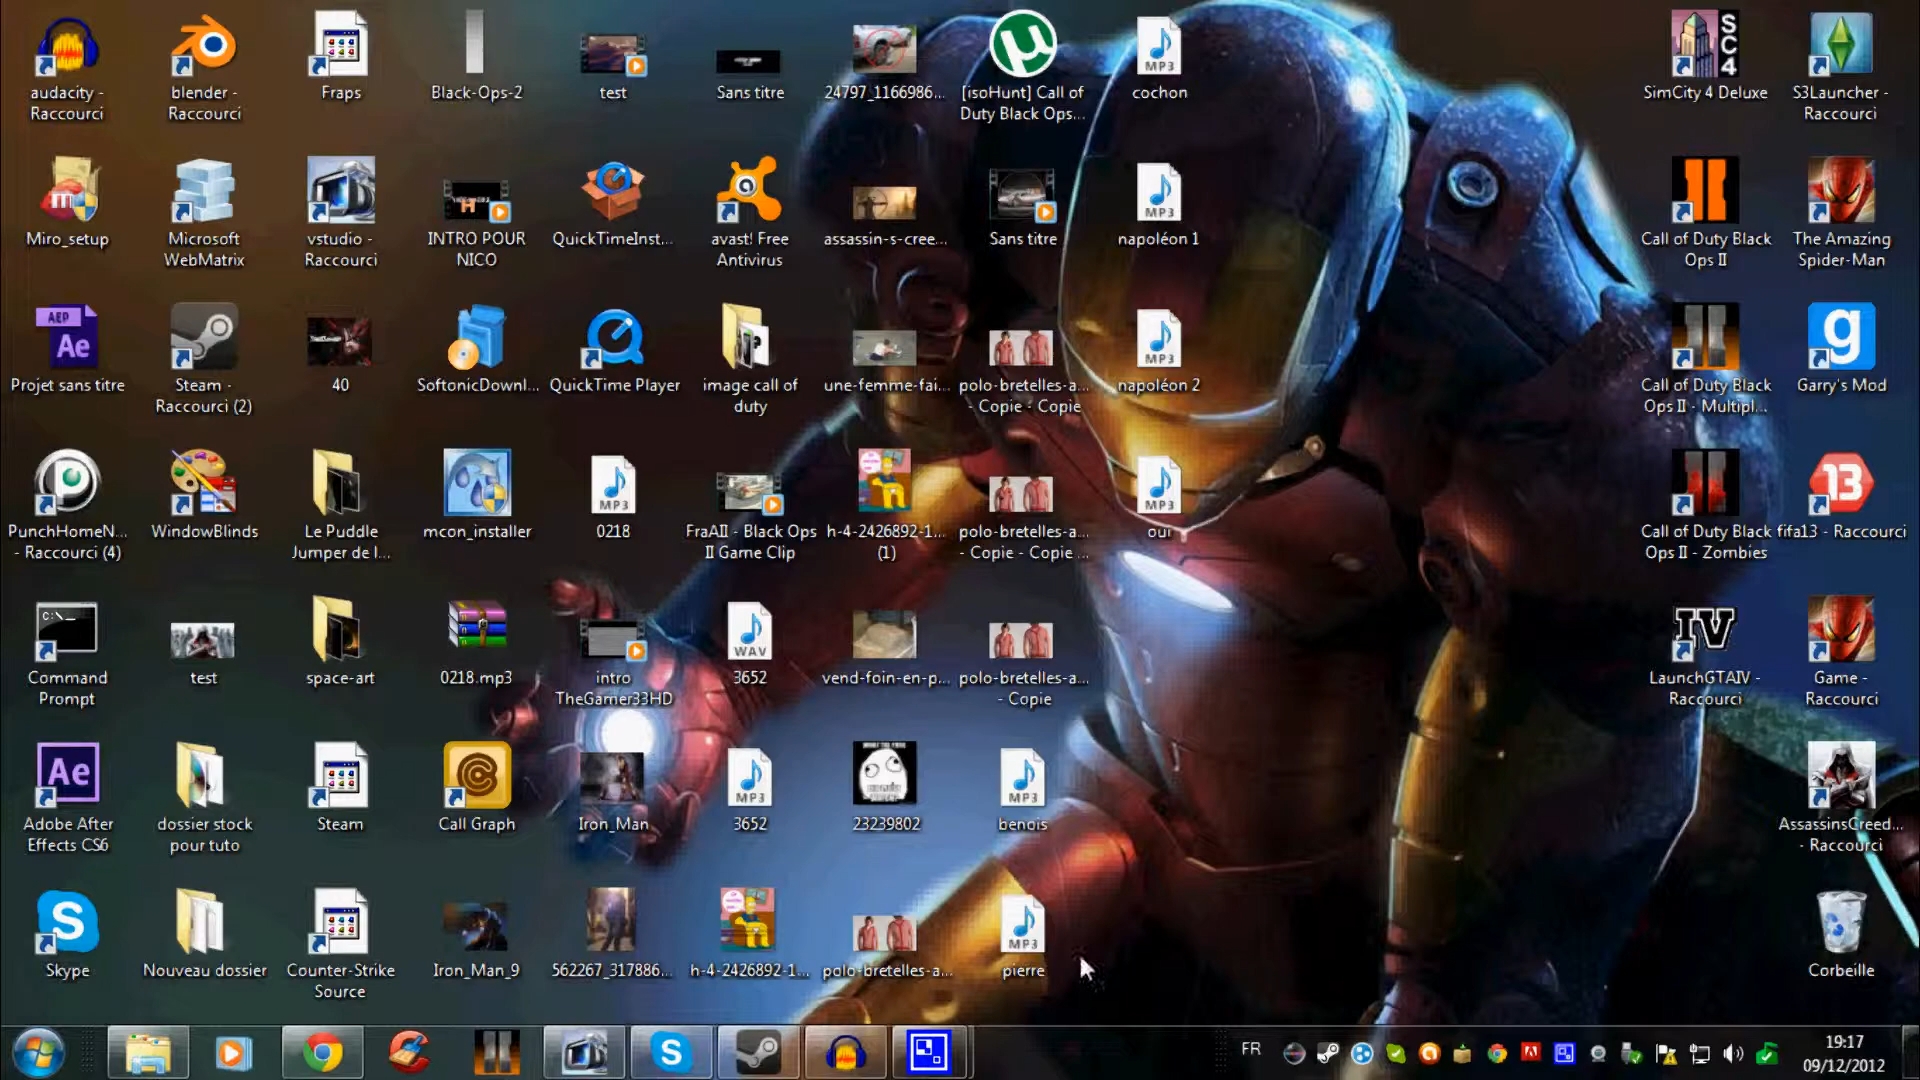 audacity -
Raccourci
blender -
Raccourci
Fraps
Black-Ops-2
test
Sans titre
24797_1166986...
[isoHunt] Call of
Duty Black Ops...
cochon
SimCity 4 Deluxe
S3Launcher -
Raccourci
Miro_setup
Microsoft
WebMatrix
vstudio -
Raccourci
INTRO POUR
NICO
QuickTimeInst...
avast! Free
Antivirus
assassin-s-cree...
Sans titre
napoléon 1
Call of Duty Black
Ops II
The Amazing
Spider-Man
Projet sans titre
Steam -
Raccourci (2)
40
SoftonicDownl...
QuickTime Player
image call of
duty
une-femme-fai...
polo-bretelles-a...
- Copie - Copie
napoléon 2
Call of Duty Black
Ops II - Multipl...
Garry's Mod
PunchHomeN...
- Raccourci (4)
WindowBlinds
Le Puddle
Jumper de l...
mcon_installer
0218
FraAII - Black Ops
II Game Clip
h-4-2426892-1...
(1)
polo-bretelles-a...
- Copie - Copie ...
oui
Call of Duty Black
Ops II - Zombies
fifa13 - Raccourci
Command
Prompt
test
space-art
0218.mp3
intro
TheGamer33HD
3652
vend-foin-en-p...
polo-bretelles-a...
- Copie
LaunchGTAIV -
Raccourci
Game -
Raccourci
Adobe After
Effects CS6
dossier stock
pour tuto
Steam
Call Graph
Iron_Man
3652
23239802
benois
AssassinsCreed...
- Raccourci
Skype
Nouveau dossier
Counter-Strike
Source
Iron_Man_9
562267_317886...
h-4-2426892-1...
polo-bretelles-a...
pierre
Corbeille
FR
19:17
09/12/2012